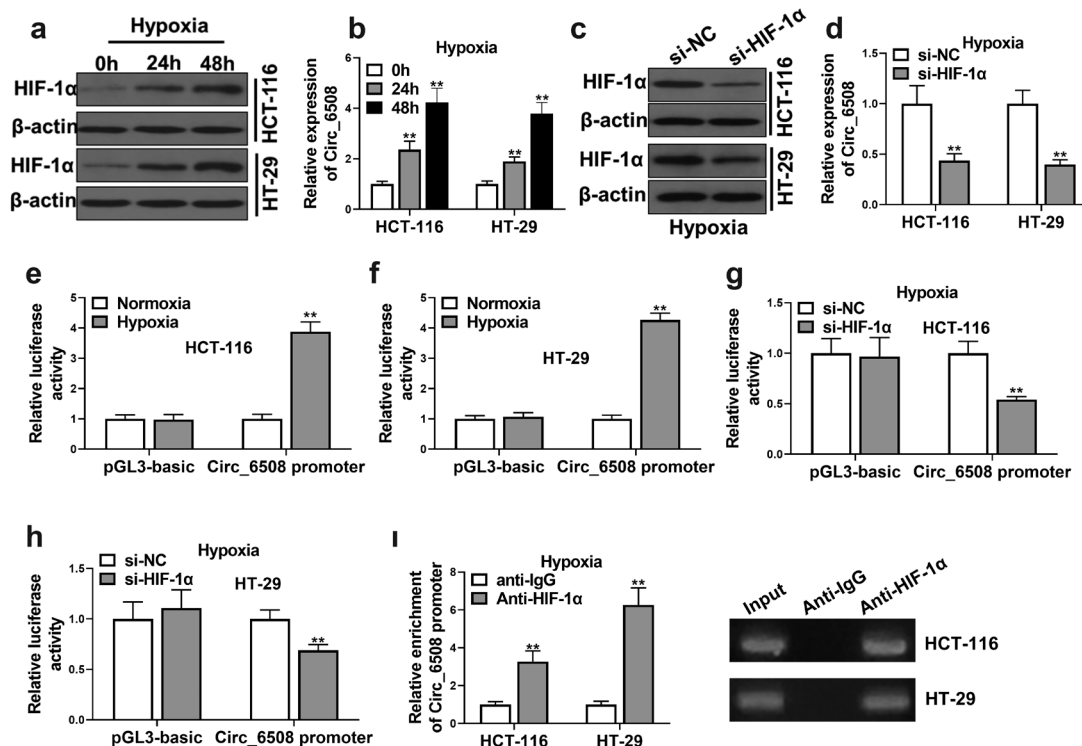 a
Hypoxia
0h 24h 48h
HIF-1α
β-actin
HCT-116
HIF-1α
β-actin
HT-29
b
Hypoxia
Relative expression
of Circ_6508
8
6
4
2
0
0h
24h
48h
**
**
**
**
HCT-116 HT-29
c
si-NC si-HIF-1α
HIF-1α
β-actin
HCT-116
HIF-1α
β-actin
HT-29
Hypoxia
d
Hypoxia
Relative expression
of Circ_6508
1.5
1.0
0.5
0.0
si-NC
si-HIF-1α
**
**
HCT-116 HT-29
e
Relative luciferase
activity
5
4
3
2
1
0
Normoxia
Hypoxia
HCT-116
**
pGL3-basic Circ_6508 promoter
f
Relative luciferase
activity
5
4
3
2
1
0
Normoxia
Hypoxia
HT-29
**
pGL3-basic Circ_6508 promoter
g
Hypoxia
Relative luciferase
activity
1.5
1.0
0.5
0.0
si-NC
si-HIF-1α
HCT-116
**
pGL3-basic Circ_6508 promoter
h
Hypoxia
Relative luciferase
activity
1.5
1.0
0.5
0.0
si-NC
si-HIF-1α
HT-29
**
pGL3-basic Circ_6508 promoter
ı
Hypoxia
Relative enrichment
of Circ_6508 promoter
8
6
4
2
0
anti-IgG
Anti-HIF-1α
**
**
HCT-116 HT-29
Input Anti-IgG Anti-HIF-1α
HCT-116
HT-29